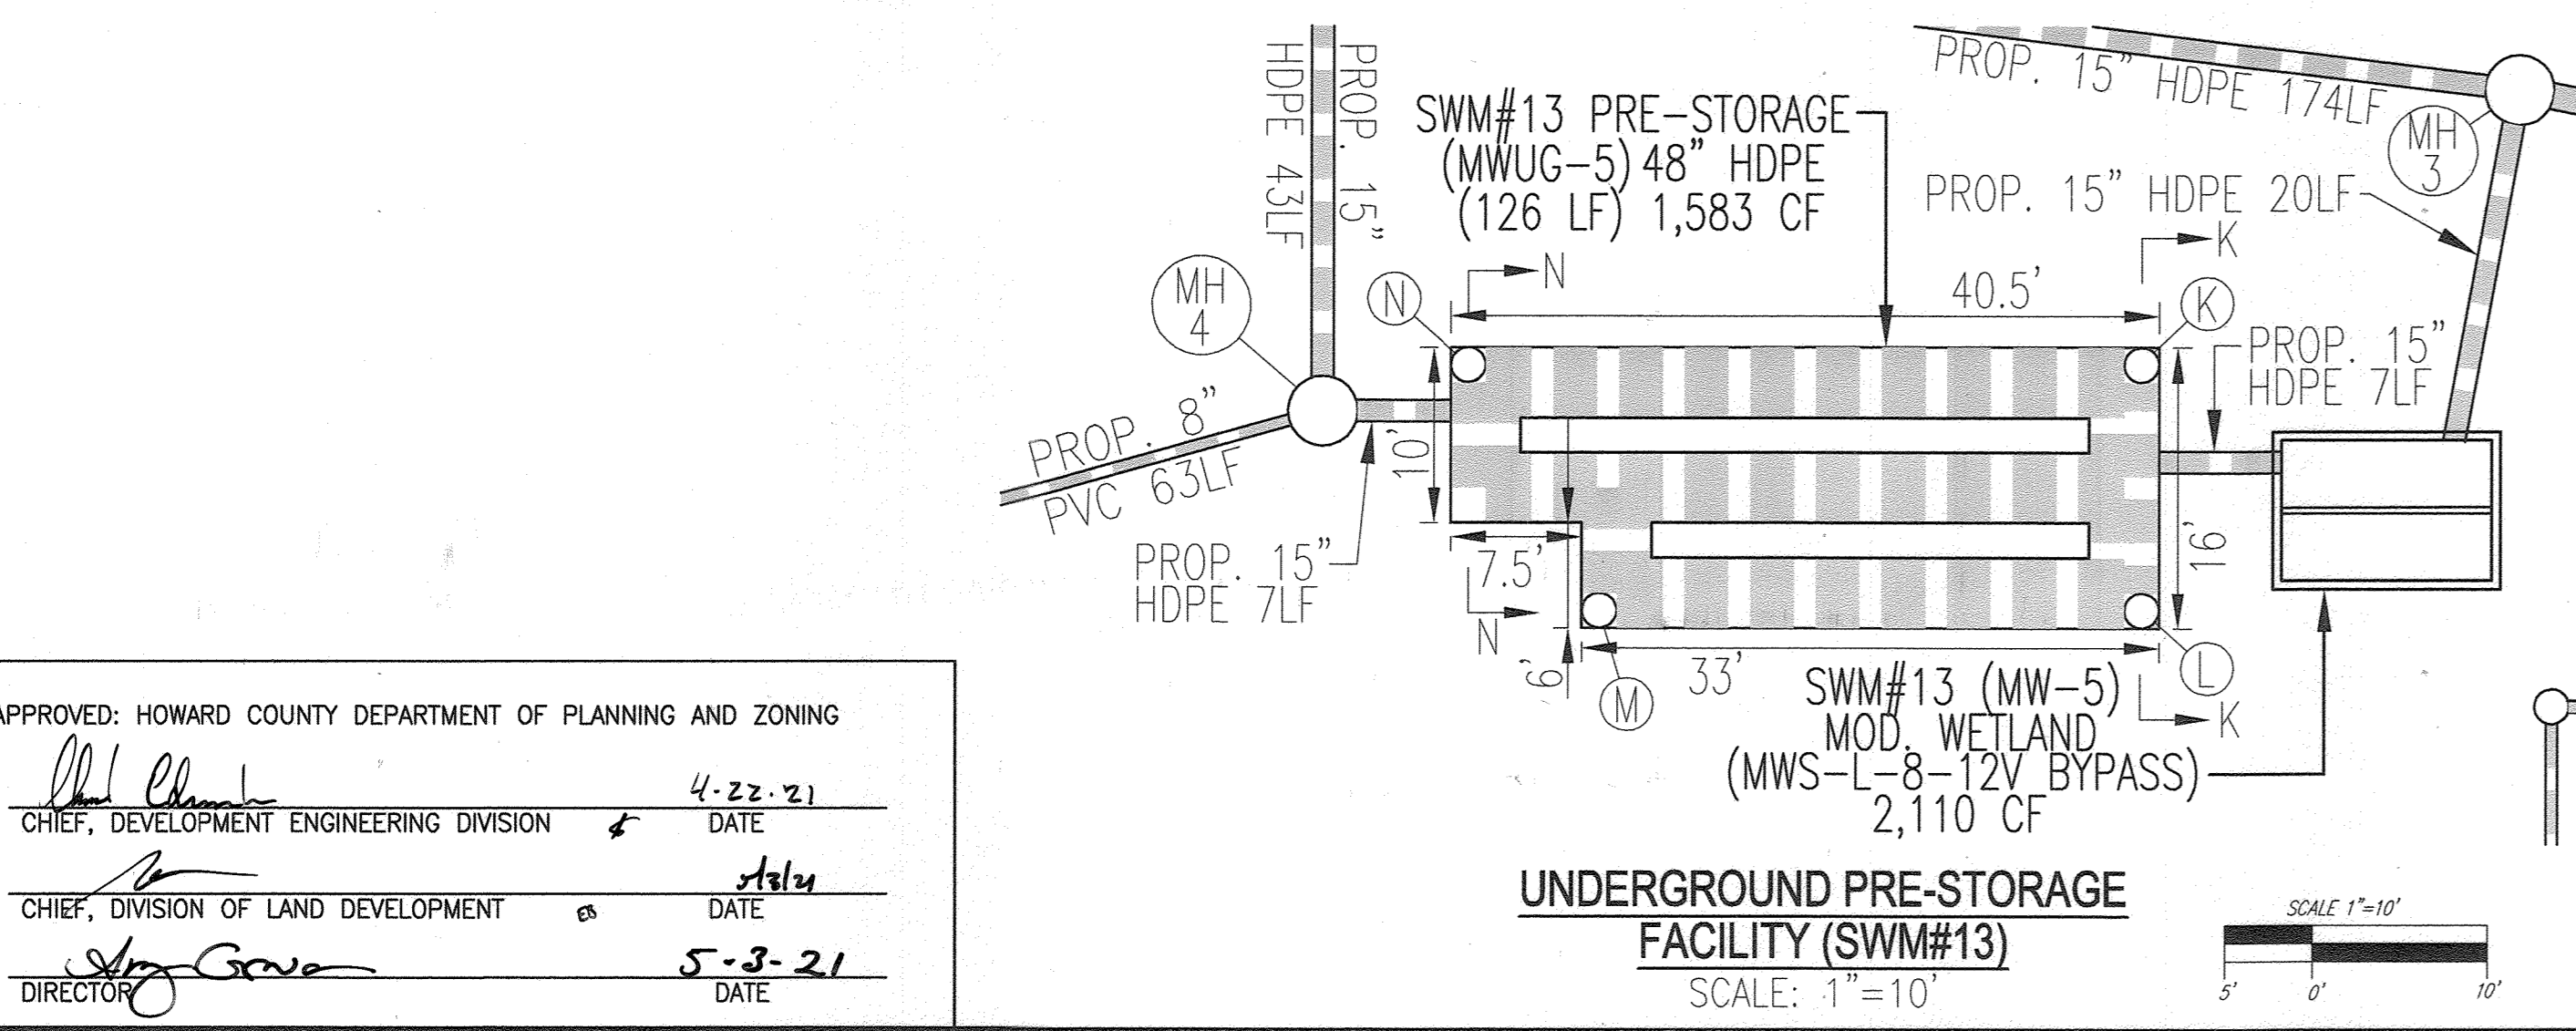 PROP. 15"
HDPE 43LF
PROP. 15" HDPE 174LF
MH
3
SWM#13 PRE-STORAGE
(MWUG-5) 48" HDPE
(126 LF) 1,583 CF
PROP. 15" HDPE 20LF
K
N
MH
4
N
40.5'
K
PROP. 15"
HDPE 7LF
PROP. 8"
PVC 63LF
10'
PROP. 15"
HDPE 7LF
7.5'
16'
N
6'
M
33'
L
K
SWM#13 (MW-5)
MOD. WETLAND
(MWS-L-8-12V BYPASS)
2,110 CF
UNDERGROUND PRE-STORAGE
FACILITY (SWM#13)
SCALE: 1"=10'
SCALE 1"=10'
5' 0' 10'
APPROVED: HOWARD COUNTY DEPARTMENT OF PLANNING AND ZONING
4-22-21
CHIEF, DEVELOPMENT ENGINEERING DIVISION DATE
CHIEF, DIVISION OF LAND DEVELOPMENT EB DATE
5-3-21
DIRECTOR DATE